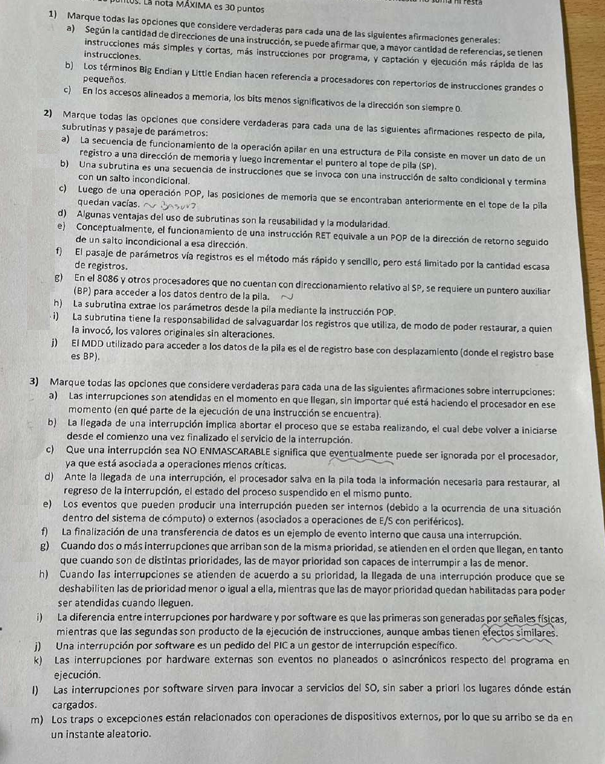 La nota MÁXIMA es 30 puntos
1) Marque todas las opciones que considere verdaderas para cada una de las siguientes afirmaciones generales:
a) Según la cantidad de direcciones de una instrucción, se puede afirmar que, a mayor cantidad de referencias, se tienen
instrucciones más simples y cortas, más instrucciones por programa, y captación y ejecución más rápida de las
instrucciones.
b) Los términos Big Endian y Little Endian hacen referencia a procesadores con repertorios de instrucciones grandes o
pequeños.
c) En los accesos alineados a memoria, los bits menos significativos de la dirección son siempre 0.
2) Marque todas las opciones que considere verdaderas para cada una de las siguientes afirmaciones respecto de pila,
subrutinas y pasaje de parámetros:
a) La secuencia de funcionamiento de la operación apilar en una estructura de Pila consiste en mover un dato de un
registro a una dirección de memoria y luego incrementar el puntero al tope de pila (SP).
b) Una subrutina es una secuencia de instrucciones que se invoca con una instrucción de salto condicional y termina
con un salto incondicional.
c) Luego de una operación POP, las posiciones de memoria que se encontraban anteriormente en el tope de la pila
quedan vacías.
d) Algunas ventajas del uso de subrutinas son la reusabilidad y la modularidad.
e) Conceptualmente, el funcionamiento de una instrucción RET equivale a un POP de la dirección de retorno seguido
de un salto incondicional a esa dirección.
f) El pasaje de parámetros vía registros es el método más rápido y sencillo, pero está limitado por la cantidad escasa
de registros.
g) En el 8086 y otros procesadores que no cuentan con direccionamiento relativo al SP, se requiere un puntero auxiliar
(BP) para acceder a los datos dentro de la pila.
h) La subrutina extrae los parámetros desde la pila mediante la instrucción POP.
i) La subrutina tiene la responsabilidad de salvaguardar los registros que utiliza, de modo de poder restaurar, a quien
la invocó, los valores originales sin alteraciones.
j) El MDD utilizado para acceder a los datos de la pila es el de registro base con desplazamiento (donde el registro base
es BP).
3) Marque todas las opciones que considere verdaderas para cada una de las siguientes afirmaciones sobre interrupciones:
a) Las interrupciones son atendidas en el momento en que llegan, sin importar qué está haciendo el procesador en ese
momento (en qué parte de la ejecución de una instrucción se encuentra).
b) La llegada de una interrupción implica abortar el proceso que se estaba realizando, el cual debe volver a iniciarse
desde el comienzo una vez finalizado el servicio de la interrupción.
c) Que una interrupción sea NO ENMASCARABLE significa que eventualmente puede ser ignorada por el procesador,
ya que está asociada a operaciones menos críticas.
d) Ante la llegada de una interrupción, el procesador salva en la pila toda la información necesaria para restaurar, al
regreso de la interrupción, el estado del proceso suspendido en el mismo punto.
e) Los eventos que pueden producir una interrupción pueden ser internos (debido a la ocurrencia de una situación
dentro del sistema de cómputo) o externos (asociados a operaciones de E/S con periféricos).
f) La finalización de una transferencia de datos es un ejemplo de evento interno que causa una interrupción.
g) Cuando dos o más interrupciones que arriban son de la misma prioridad, se atienden en el orden que llegan, en tanto
que cuando son de distintas prioridades, las de mayor prioridad son capaces de interrumpir a las de menor.
h) Cuando las interrupciones se atienden de acuerdo a su prioridad, la llegada de una interrupción produce que se
deshabiliten las de prioridad menor o igual a ella, mientras que las de mayor prioridad quedan habilitadas para poder
ser atendidas cuando lleguen.
i) La diferencia entre interrupciones por hardware y por software es que las primeras son generadas por señales físicas,
mientras que las segundas son producto de la ejecución de instrucciones, aunque ambas tienen efectos similares.
j) Una interrupción por software es un pedido del PIC a un gestor de interrupción específico.
k) Las interrupciones por hardware externas son eventos no planeados o asincrónicos respecto del programa en
ejecución.
l) Las interrupciones por software sirven para invocar a servicios del SO, sin saber a priori los lugares dónde están
cargados.
m) Los traps o excepciones están relacionados con operaciones de dispositivos externos, por lo que su arribo se da en
un instante aleatorio.